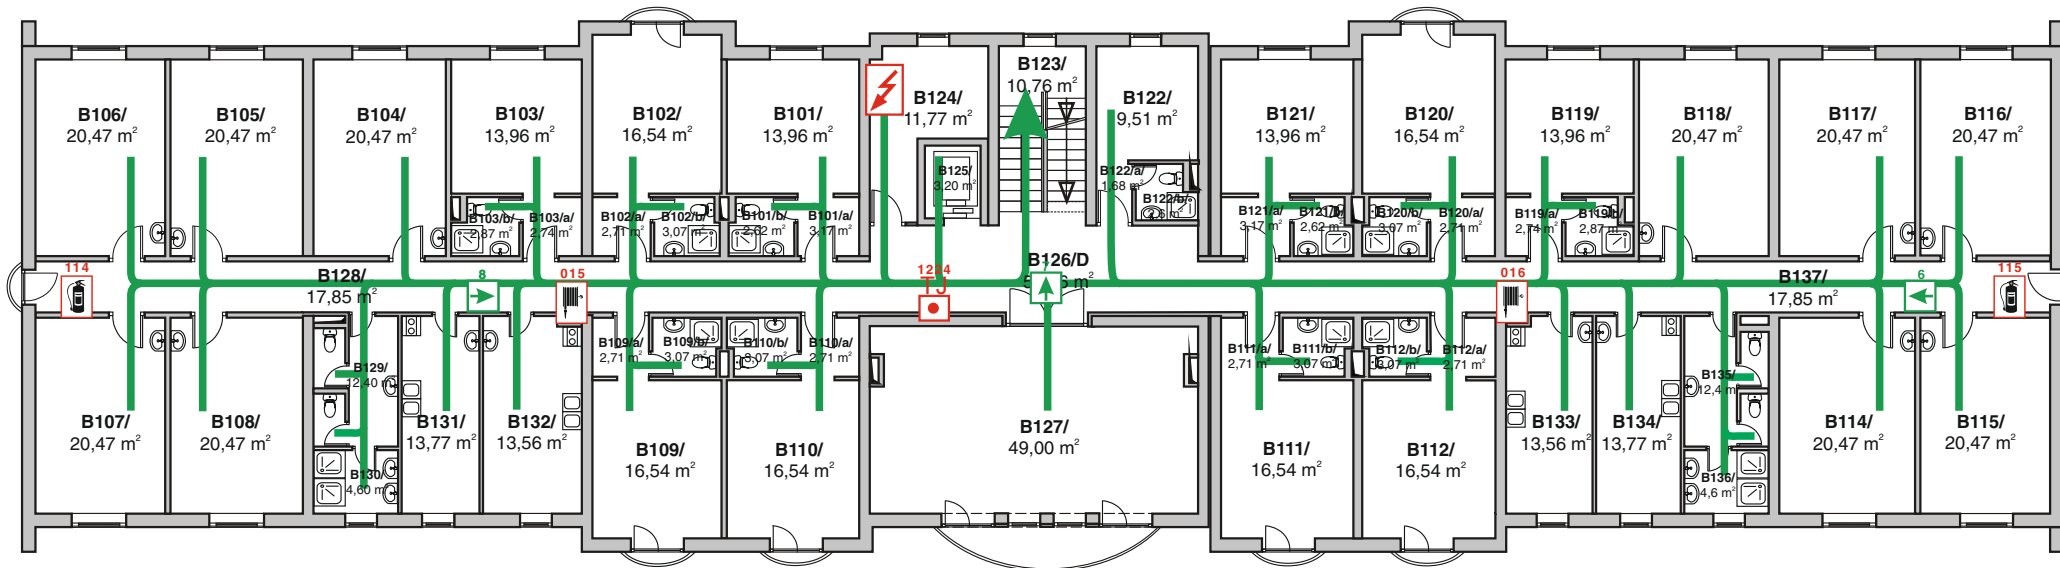 B106/
20,47 m²
B105/
20,47 m²
B104/
20,47 m²
B103/
13,96 m²
B102/
16,54 m²
B101/
13,96 m²
B124/
11,77 m²
B123/
10,76 m²
B122/
9,51 m²
B121/
13,96 m²
B120/
16,54 m²
B119/
13,96 m²
B118/
20,47 m²
B117/
20,47 m²
B116/
20,47 m²
B125/
3,20 m²
B122/a/
1,68 m²
B122/b/
B103/b/
2,87 m²
B103/a/
2,74 m²
B102/a/
2,71 m²
B102/b/
3,07 m²
B101/b/
2,62 m²
B101/a/
3,17 m²
B121/a/
3,17 m²
B121/b/
2,62 m²
B120/b/
3,07 m²
B120/a/
2,71 m²
B119/a/
2,74 m²
B119/b/
2,87 m²
114
B128/
17,85 m²
8
015
1224
TJ
B126/D
7
016
B137/
17,85 m²
6
115
B109/a/
2,71 m²
B109/b/
3,07 m²
B110/b/
3,07 m²
B110/a/
2,71 m²
B111/a/
2,71 m²
B111/b/
3,07 m²
B112/b/
3,07 m²
B112/a/
2,71 m²
B129/
12,40 m²
B135/
12,4 m²
B107/
20,47 m²
B108/
20,47 m²
B131/
13,77 m²
B132/
13,56 m²
B109/
16,54 m²
B110/
16,54 m²
B127/
49,00 m²
B111/
16,54 m²
B112/
16,54 m²
B133/
13,56 m²
B134/
13,77 m²
B114/
20,47 m²
B115/
20,47 m²
B130/
4,60 m²
B136/
4,6 m²